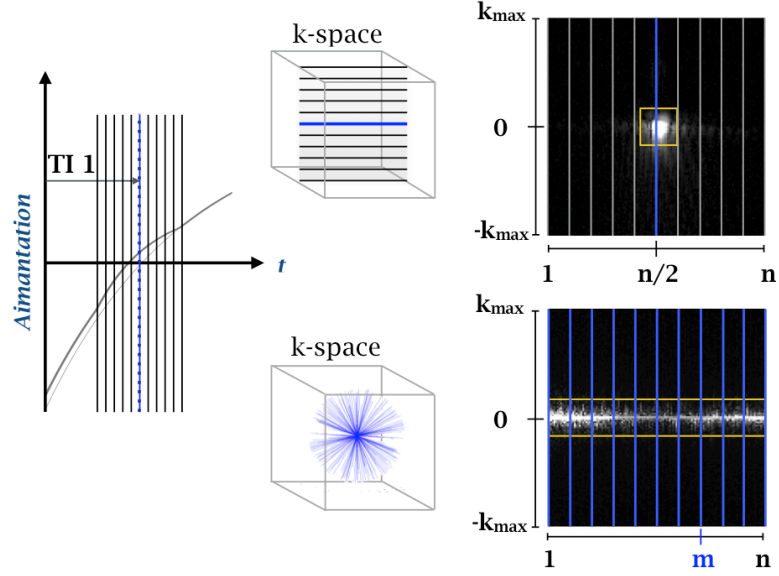 k-space
TI 1
Aimantation
t
kmax
0
-kmax
1
n/2
n
k-space
kmax
0
-kmax
1
m
n